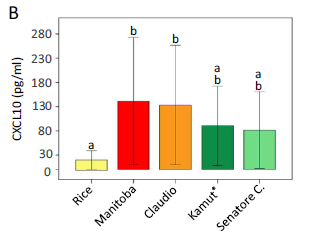 B
CXCL10 (pg/ml)
280
230
180
130
80
30
0
a
b
b
a
b
a
b
Rice
Manitoba
Claudio
Kamut*
Senatore C.